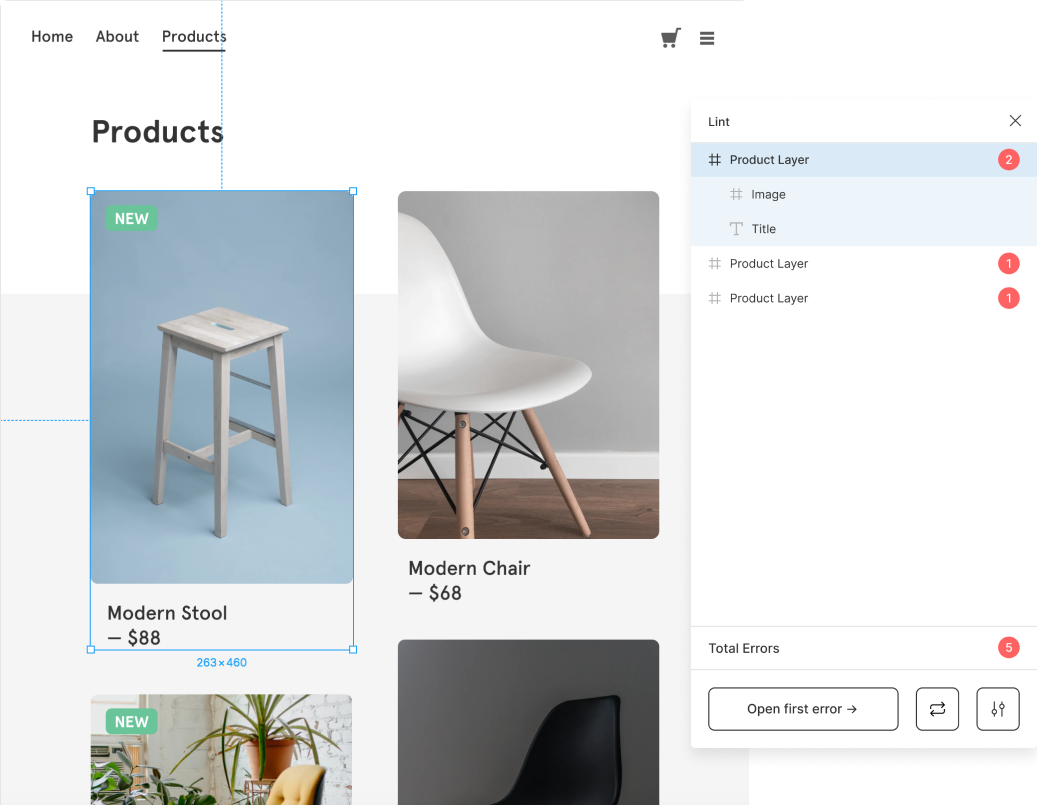 Home About Products
Products
NEW
Modern Stool
— $88
263 × 460
NEW
Modern Chair
— $68
Lint
Product Layer 2
Image
Title
Product Layer 1
Product Layer 1
Total Errors 5
Open first error →